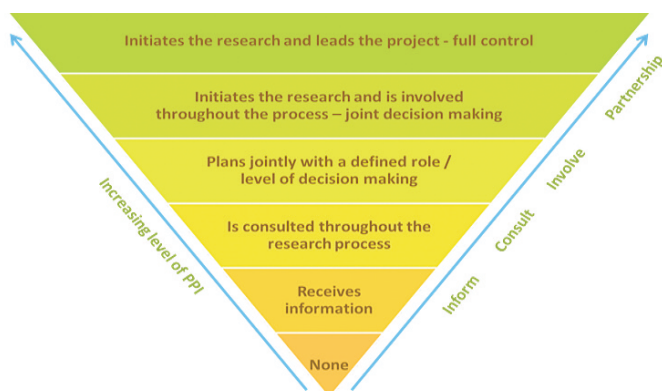 Initiates the research and leads the project - full control
Initiates the research and is involved
throughout the process – joint decision making
Plans jointly with a defined role /
level of decision making
Is consulted throughout the
research process
Receives
information
None
Increasing level of PPI
Inform
Consult
Involve
Partnership